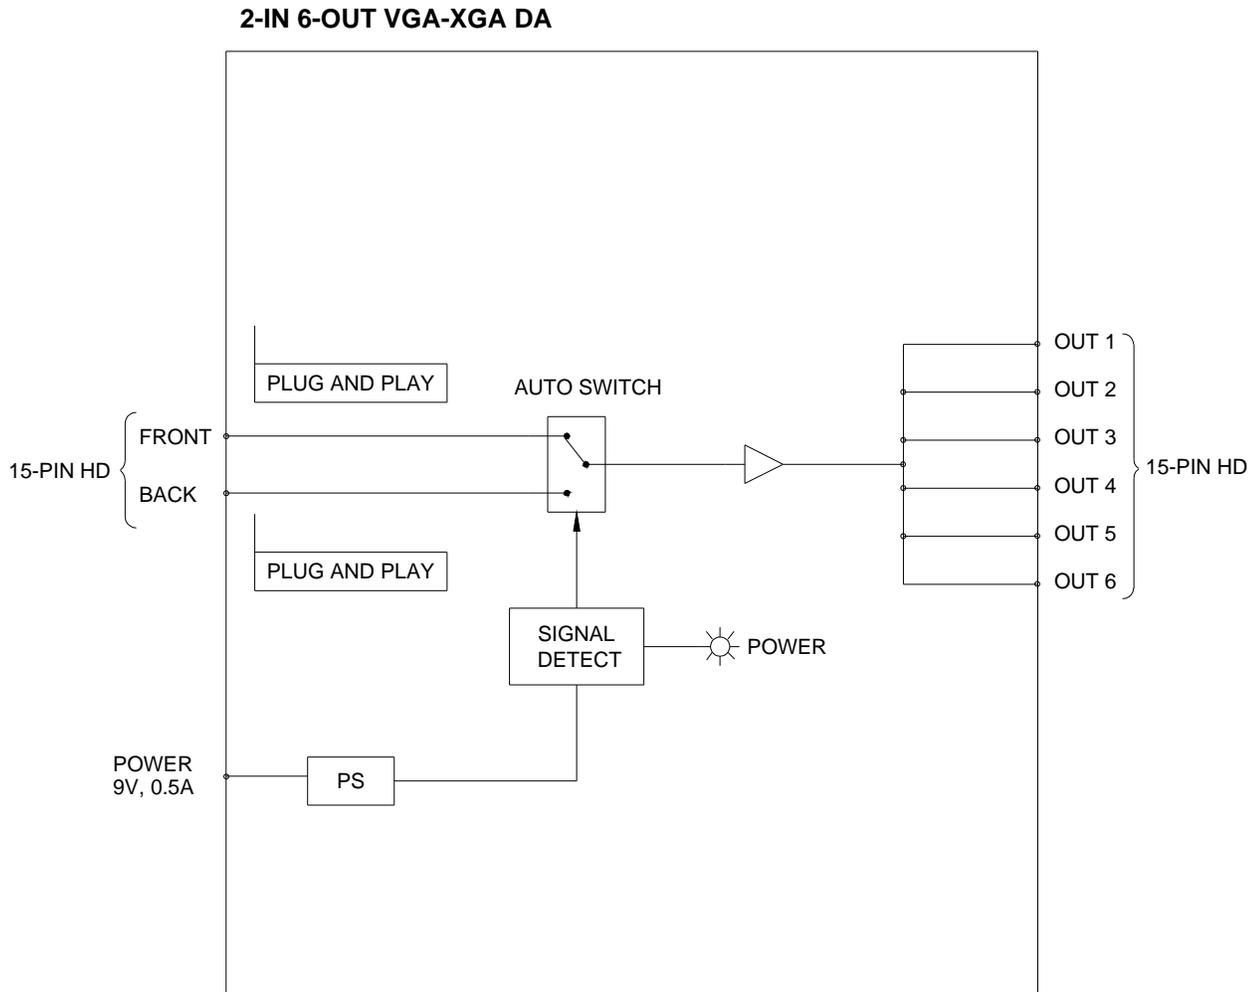 2-IN 6-OUT VGA-XGA DA
OUT 1
PLUG AND PLAY
AUTO SWITCH
OUT 2
FRONT
OUT 3
15-PIN HD
15-PIN HD
BACK
OUT 4
OUT 5
PLUG AND PLAY
OUT 6
SIGNAL
DETECT
POWER
POWER
9V, 0.5A
PS